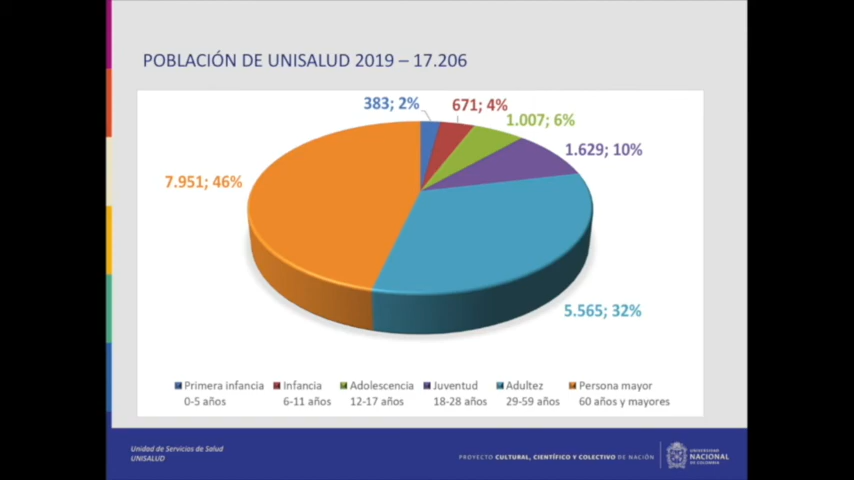 POBLACIÓN DE UNISALUD 2019 – 17.206
383; 2%
671; 4%
1.007; 6%
1.629; 10%
7.951; 46%
5.565; 32%
Primera infancia 0-5 años
Infancia 6-11 años
Adolescencia 12-17 años
Juventud 18-28 años
Adultez 29-59 años
Persona mayor 60 años y mayores
Unidad de Servicios de Salud
UNISALUD
PROYECTO CULTURAL, CIENTÍFICO Y COLECTIVO DE NACIÓN
UNIVERSIDAD
NACIONAL
DE COLOMBIA